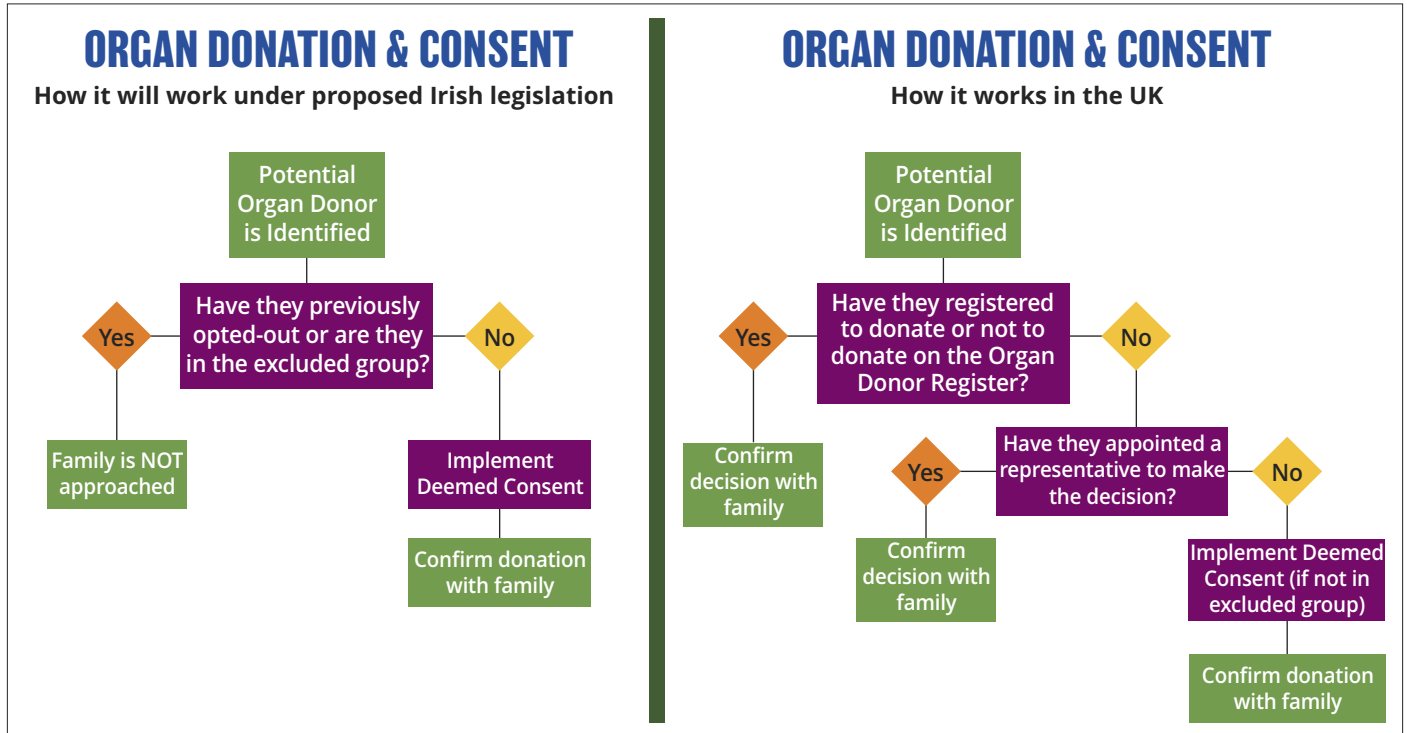 ORGAN DONATION & CONSENT
How it will work under proposed Irish legislation
Potential
Organ Donor
is Identified
Have they previously
opted-out or are they
in the excluded group?
Yes
No
Family is NOT
approached
Implement
Deemed Consent
Confirm donation
with family
ORGAN DONATION & CONSENT
How it works in the UK
Potential
Organ Donor
is Identified
Have they registered
to donate or not to
donate on the Organ
Donor Register?
Yes
No
Confirm
decision with
family
Have they appointed a
representative to make
the decision?
Yes
No
Confirm
decision with
family
Implement Deemed
Consent (if not in
excluded group)
Confirm donation
with family